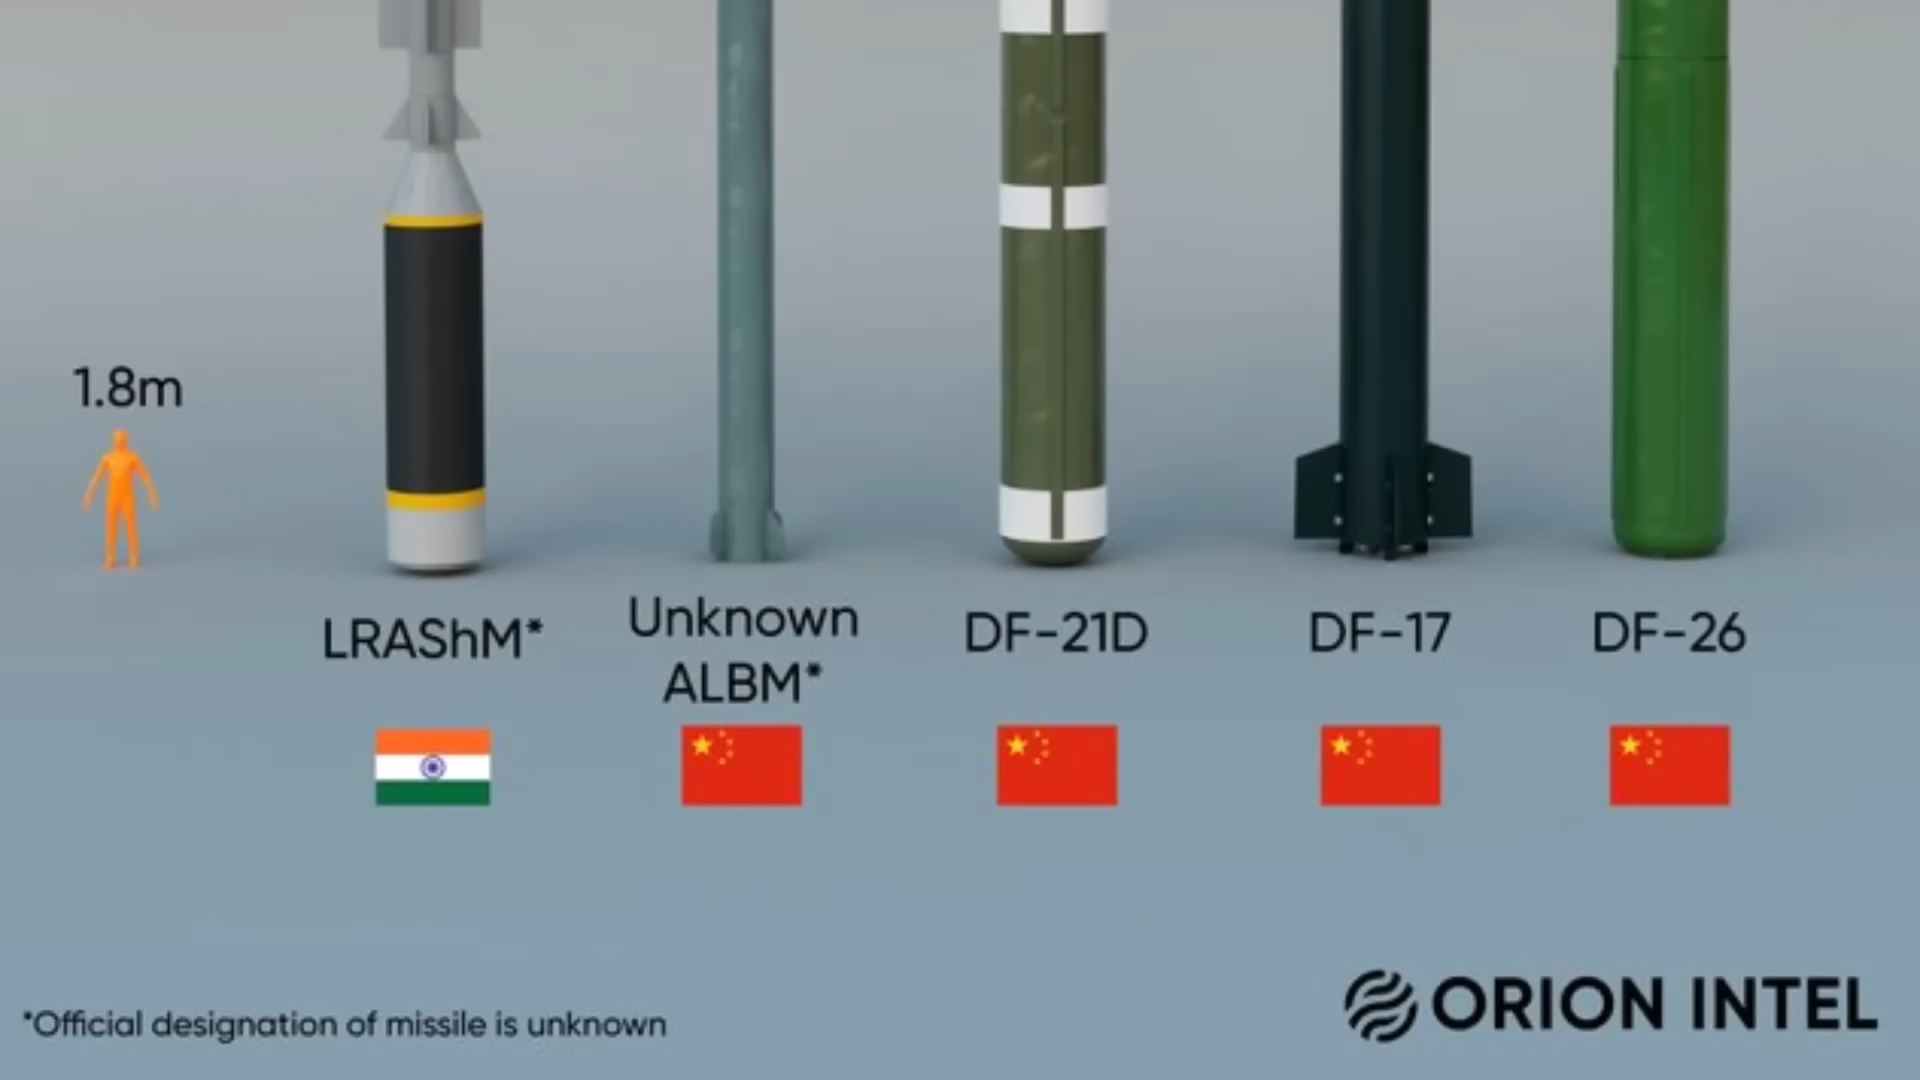 1.8m
LRAShM*
Unknown
ALBM*
DF-21D
DF-17
DF-26
*Official designation of missile is unknown
ORION INTEL